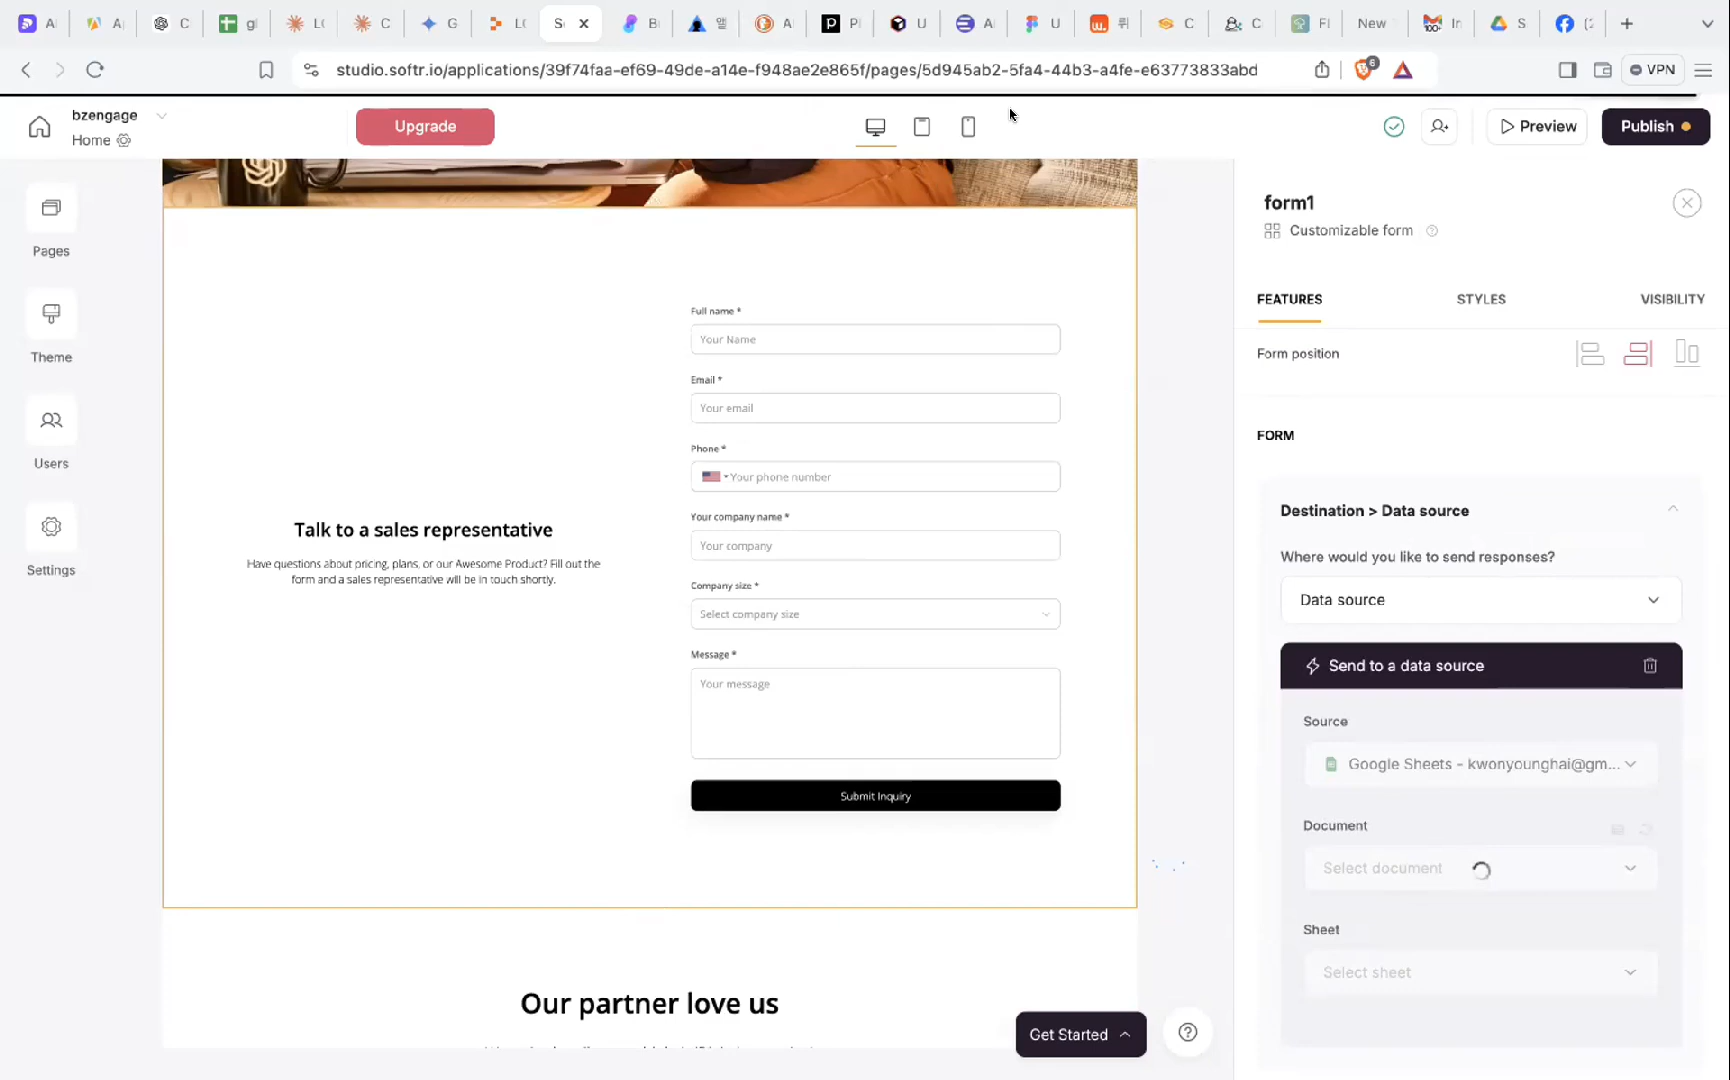 studio.softr.io/applications/39f74faa-ef69-49de-a14e-f948ae2e865f/pages/5d945ab2-5fa4-44b3-a4fe-e63773833abd
6
VPN
bzengage
Home
Upgrade
Preview
Publish
Pages
Theme
Users
Settings
Full name *
Your Name
Email *
Your email
Phone *
Your phone number
Your company name *
Your company
Company size *
Select company size
Message *
Your message
Submit Inquiry
Talk to a sales representative
Have questions about pricing, plans, or our Awesome Product? Fill out the
form and a sales representative will be in touch shortly.
Our partner love us
Get Started
form1
Customizable form
FEATURES
STYLES
VISIBILITY
Form position
FORM
Destination > Data source
Where would you like to send responses?
Data source
Send to a data source
Source
Google Sheets - kwonyounghai@gm...
Document
Select document
Sheet
Select sheet